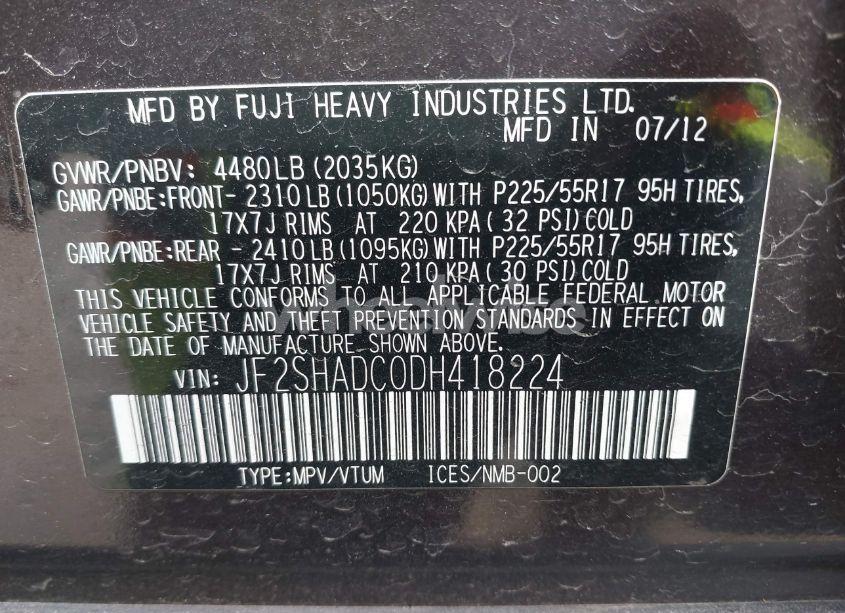 MFD BY FUJI HEAVY INDUSTRIES LTD.
MFD IN 07/12
GVWR/PNBV: 4480LB (2035KG)
GAWR/PNBE:FRONT- 2310LB (1050KG) WITH P225/55R17 95H TIRES,
17X7J RIMS AT 220 KPA ( 32 PSI) COLD
GAWR/PNBE:REAR - 2410LB (1095KG) WITH P225/55R17 95H TIRES,
17X7J RIMS AT 210 KPA ( 30 PSI) COLD
THIS VEHICLE CONFORMS TO ALL APPLICABLE FEDERAL MOTOR
VEHICLE SAFETY AND THEFT PREVENTION STANDARDS IN EFFECT ON
THE DATE OF MANUFACTURE SHOWN ABOVE.
VIN: JF2SHADC0DH418224
TYPE:MPV/VTUM ICES/NMB-002